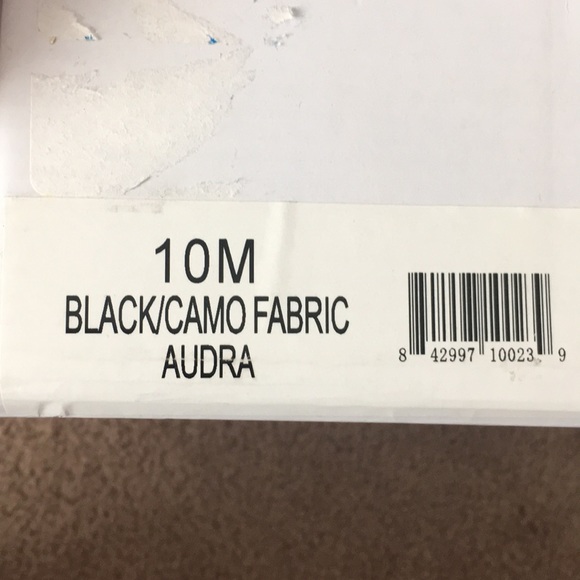 10M
BLACK/CAMO FABRIC
AUDRA
8 42997 10023 9